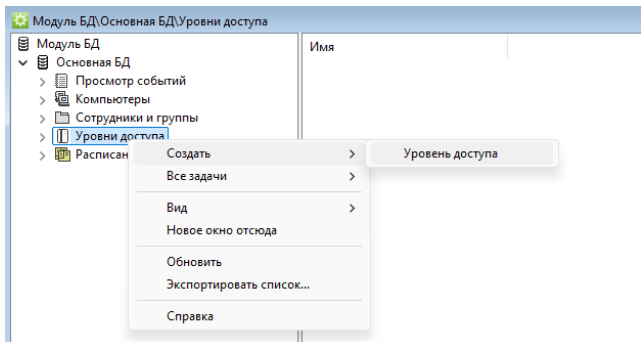 Модуль БД\Основная БД\Уровни доступа
Модуль БД
Имя
Основная БД
Просмотр событий
Компьютеры
Сотрудники и группы
Уровни доступа
Расписан
Создать
Уровень доступа
Все задачи
Вид
Новое окно отсюда
Обновить
Экспортировать список...
Справка